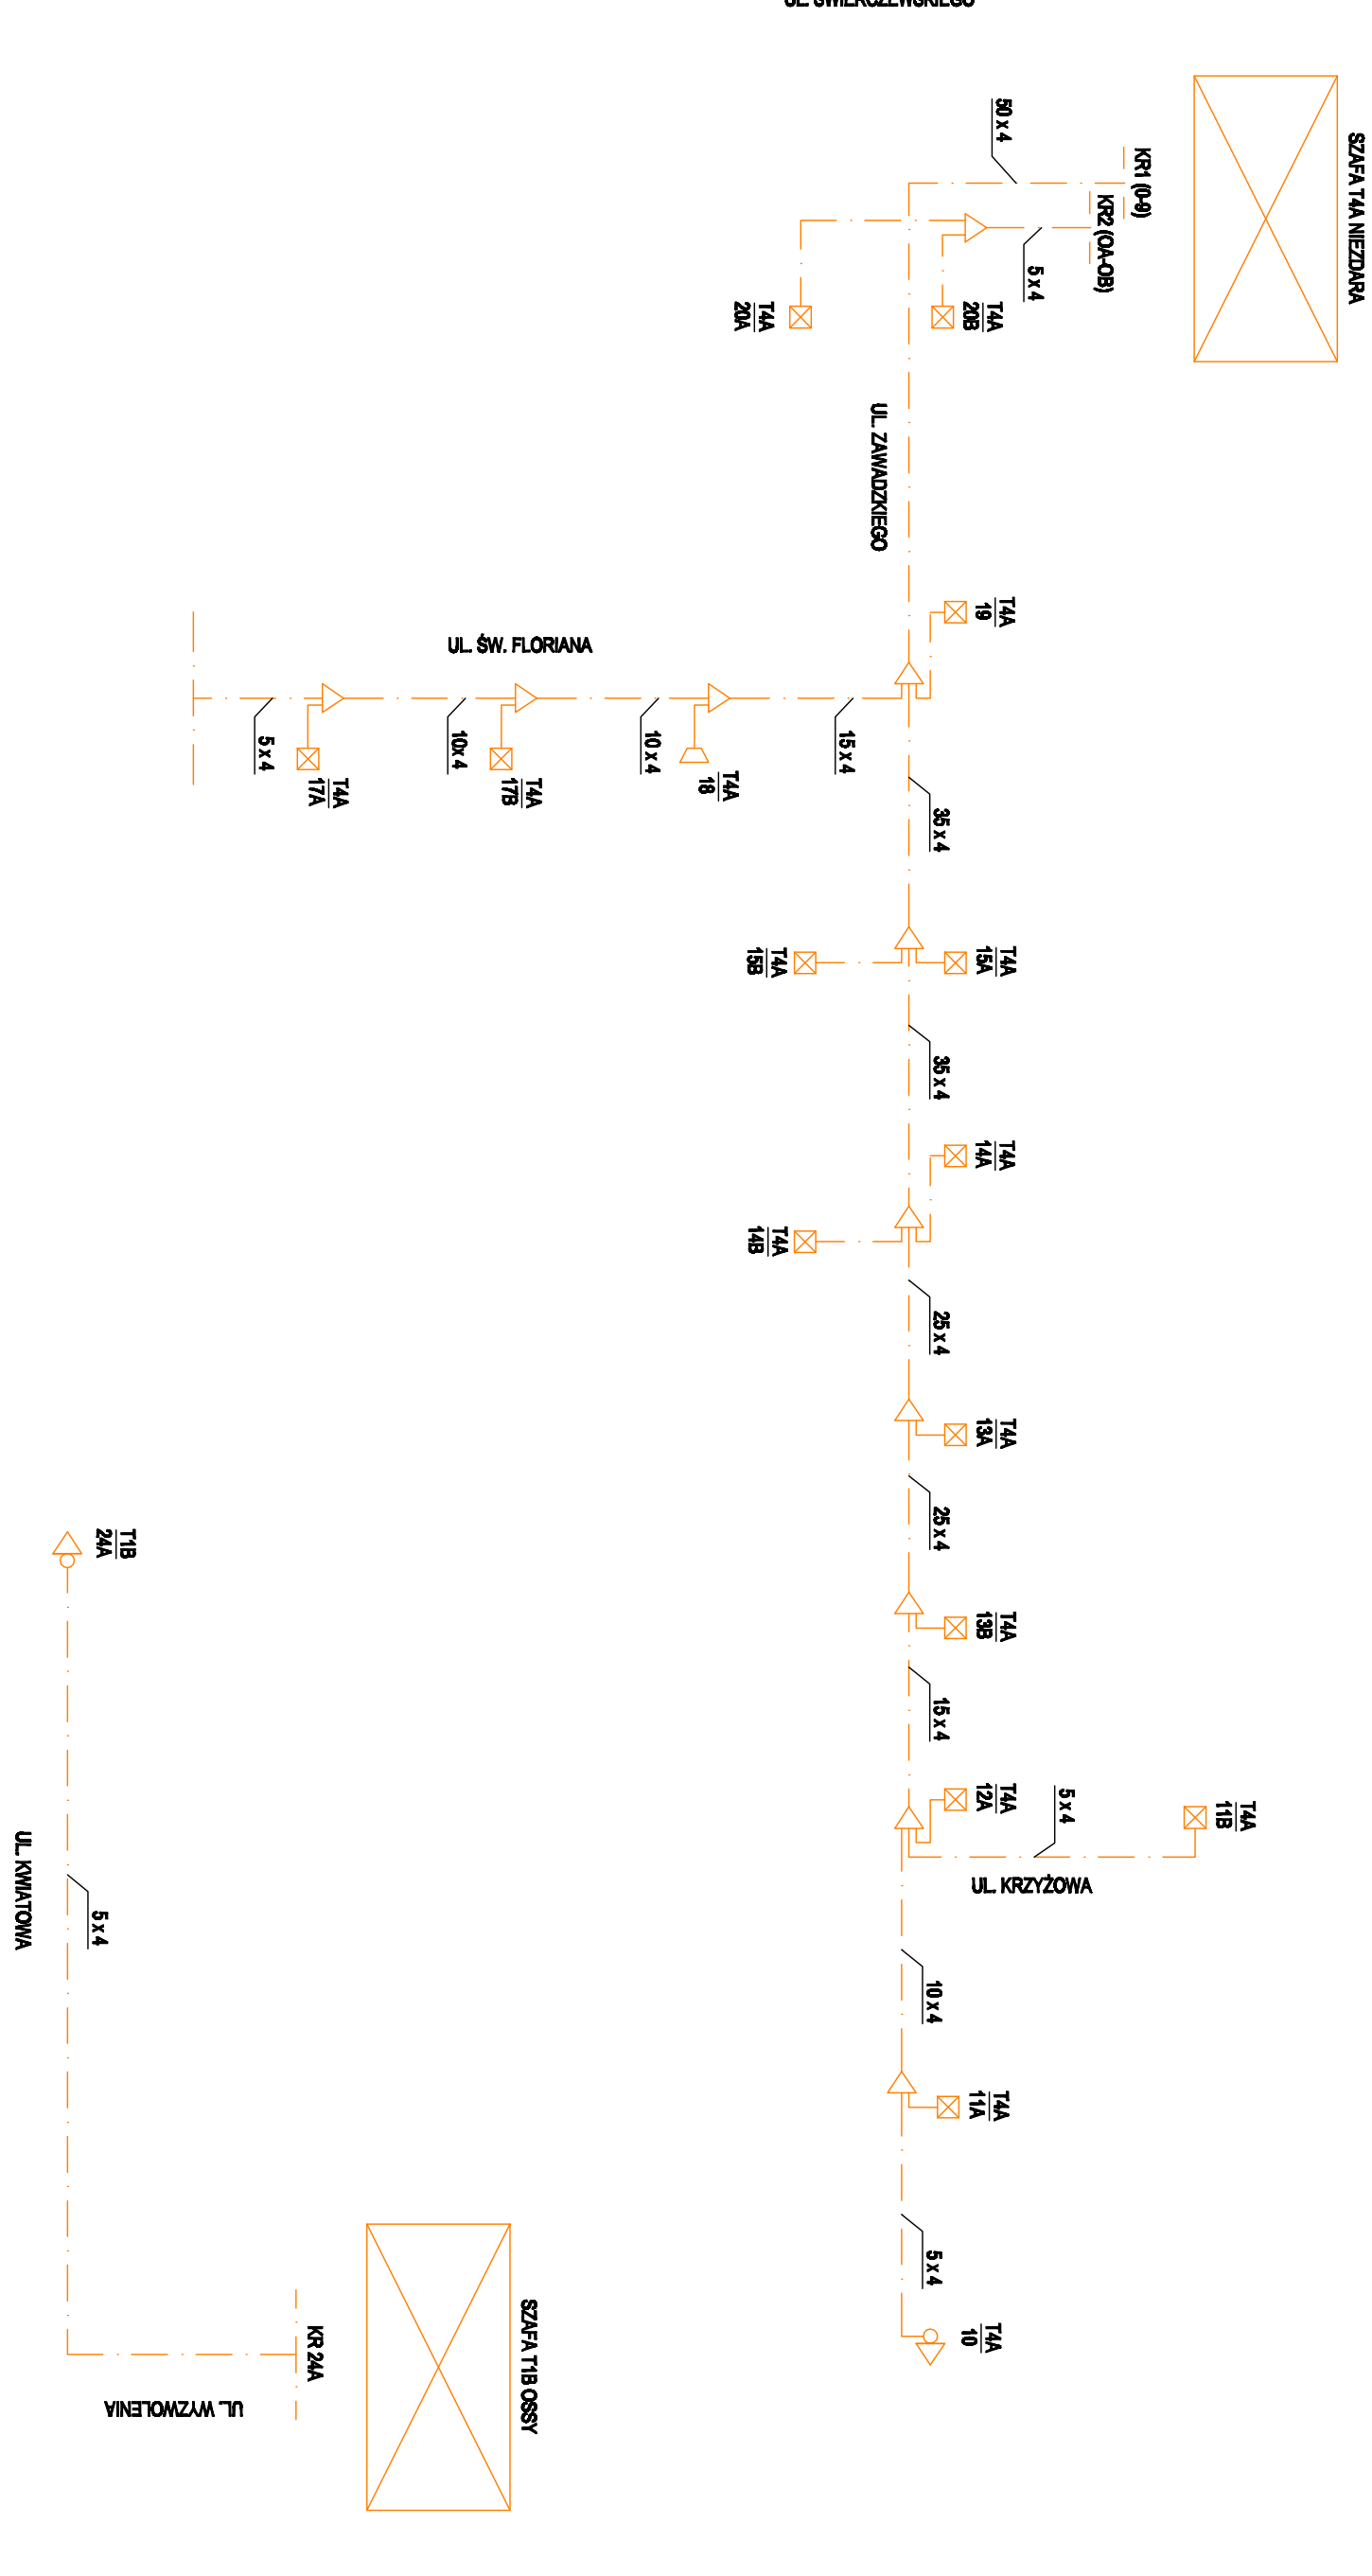 UL. ŚWIERCZEWSKIEGO
SZAFA T4A NIEZDARA
KR1 (0-9)
KR2 (OA-OB)
50 x 4
5 x 4
T4A
20B
T4A
20A
UL. ZAWADZKIEGO
T4A
19
UL. ŚW. FLORIANA
15 x 4
T4A
18
10 x 4
T4A
17B
10x 4
T4A
17A
5 x 4
35 x 4
T4A
15A
T4A
15B
35 x 4
T4A
14A
T4A
14B
25 x 4
T4A
13A
25 x 4
T4A
13B
15 x 4
T4A
12A
5 x 4
T4A
11B
UL. KRZYŻOWA
10 x 4
T4A
11A
5 x 4
T4A
10
T1B
24A
UL. KWIATOWA
5 x 4
UL. WYZWOLENIA
KR 24A
SZAFA T1B OSSY